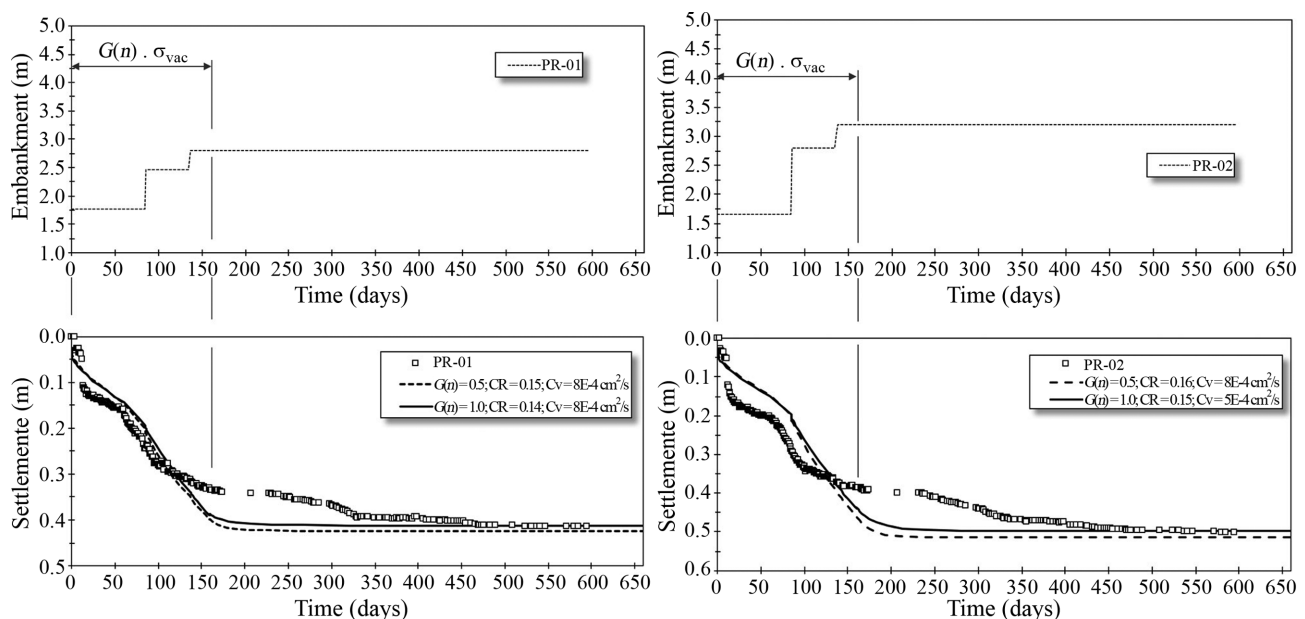 5.0
4.5
4.0
3.5
3.0
2.5
2.0
1.5
1.0
Embankment (m)
G(n) . σvac
PR-01
0 50 100 150 200 250 300 350 400 450 500 550 600 650
Time (days)
5.0
4.5
4.0
3.5
3.0
2.5
2.0
1.5
1.0
Embankment (m)
G(n) . σvac
PR-02
0 50 100 150 200 250 300 350 400 450 500 550 600 650
Time (days)
0.0
0.1
0.2
0.3
0.4
0.5
Settlemente (m)
PR-01
G(n) = 0.5; CR = 0.15; Cv = 8E-4 cm²/s
G(n) = 1.0; CR = 0.14; Cv = 8E-4 cm²/s
0 50 100 150 200 250 300 350 400 450 500 550 600 650
Time (days)
0.0
0.1
0.2
0.3
0.4
0.5
0.6
Settlemente (m)
PR-02
G(n) = 0.5; CR = 0.16; Cv = 8E-4 cm²/s
G(n) = 1.0; CR = 0.15; Cv = 5E-4 cm²/s
0 50 100 150 200 250 300 350 400 450 500 550 600 650
Time (days)